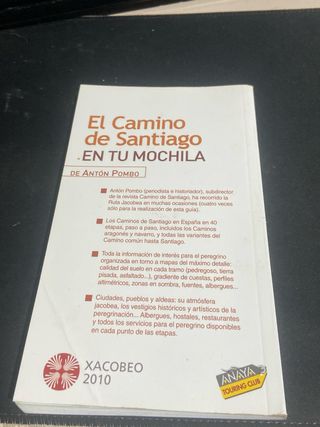 El Camino
de Santiago
EN TU MOCHILA
DE ANTÓN POMBO
Antón Pombo (periodista e historiador), subdirector
de la revista Camino de Santiago, ha recorrido la
Ruta Jacobea en muchas ocasiones (cuatro veces
sólo para la realización de esta guía).
Los Caminos de Santiago en España en 40
etapas, paso a paso, incluidos los Caminos
aragonés y navarro, y todas las variantes del
Camino común hasta Santiago.
Toda la información de interés para el peregrino
organizada en torno a mapas del máximo detalle:
calidad del suelo en cada tramo (pedregoso, tierra
pisada, asfaltado...), gradiente de cuestas, perfiles
altimétricos, zonas en sombra, fuentes, albergues...
Ciudades, pueblos y aldeas: su atmósfera
jacobea, los vestigios históricos y artísticos de la
peregrinación... Albergues, hostales, restaurantes
y todos los servicios para el peregrino disponibles
en cada punto de las etapas.
XACOBEO
2010
ANAYA
TOURING CLUB